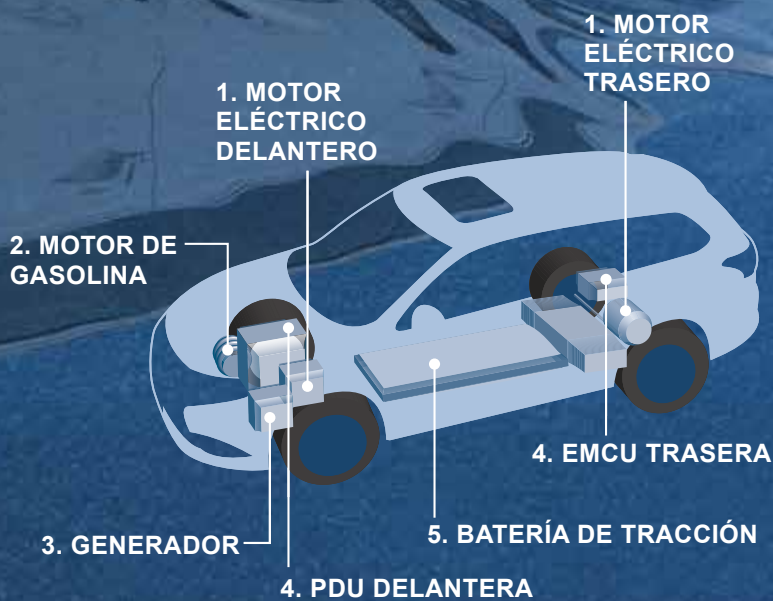 1. MOTOR
ELÉCTRICO
TRASERO
1. MOTOR
ELÉCTRICO
DELANTERO
2. MOTOR DE
GASOLINA
4. EMCU TRASERA
5. BATERÍA DE TRACCIÓN
3. GENERADOR
4. PDU DELANTERA